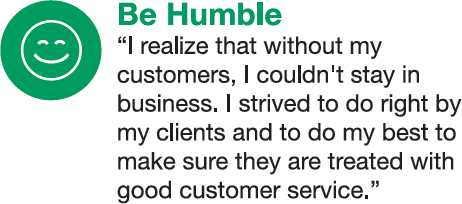 Be Humble
“I realize that without my
customers, I couldn't stay in
business. I strived to do right by
my clients and to do my best to
make sure they are treated with
good customer service.”